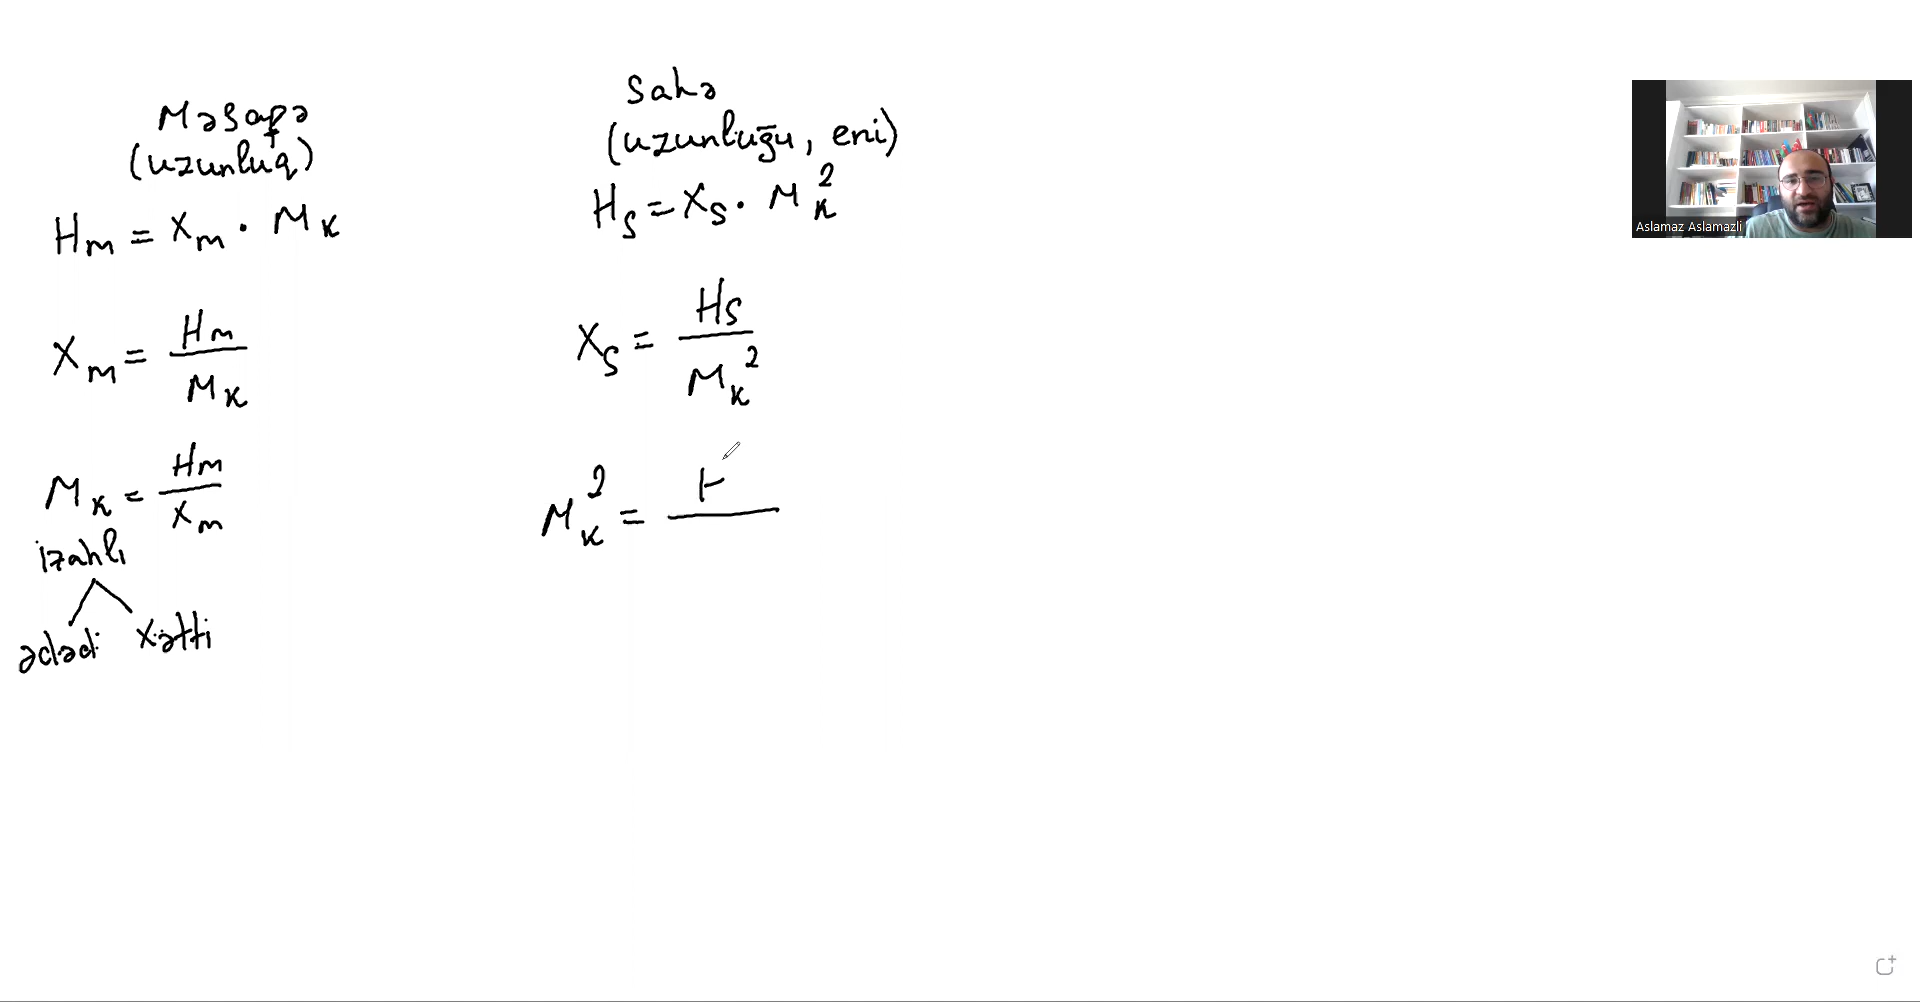 Məsafə
(uzunluq)
Hm = Xm · Mk
Xm = Hm / Mk
Mk = Hm / Xm
izahlı
ədədi xətti
Sahə
(uzunluğu, eni)
Hs = Xs · Mk²
Xs = Hs / Mk²
Mk² = H
Aslamaz Aslamazli